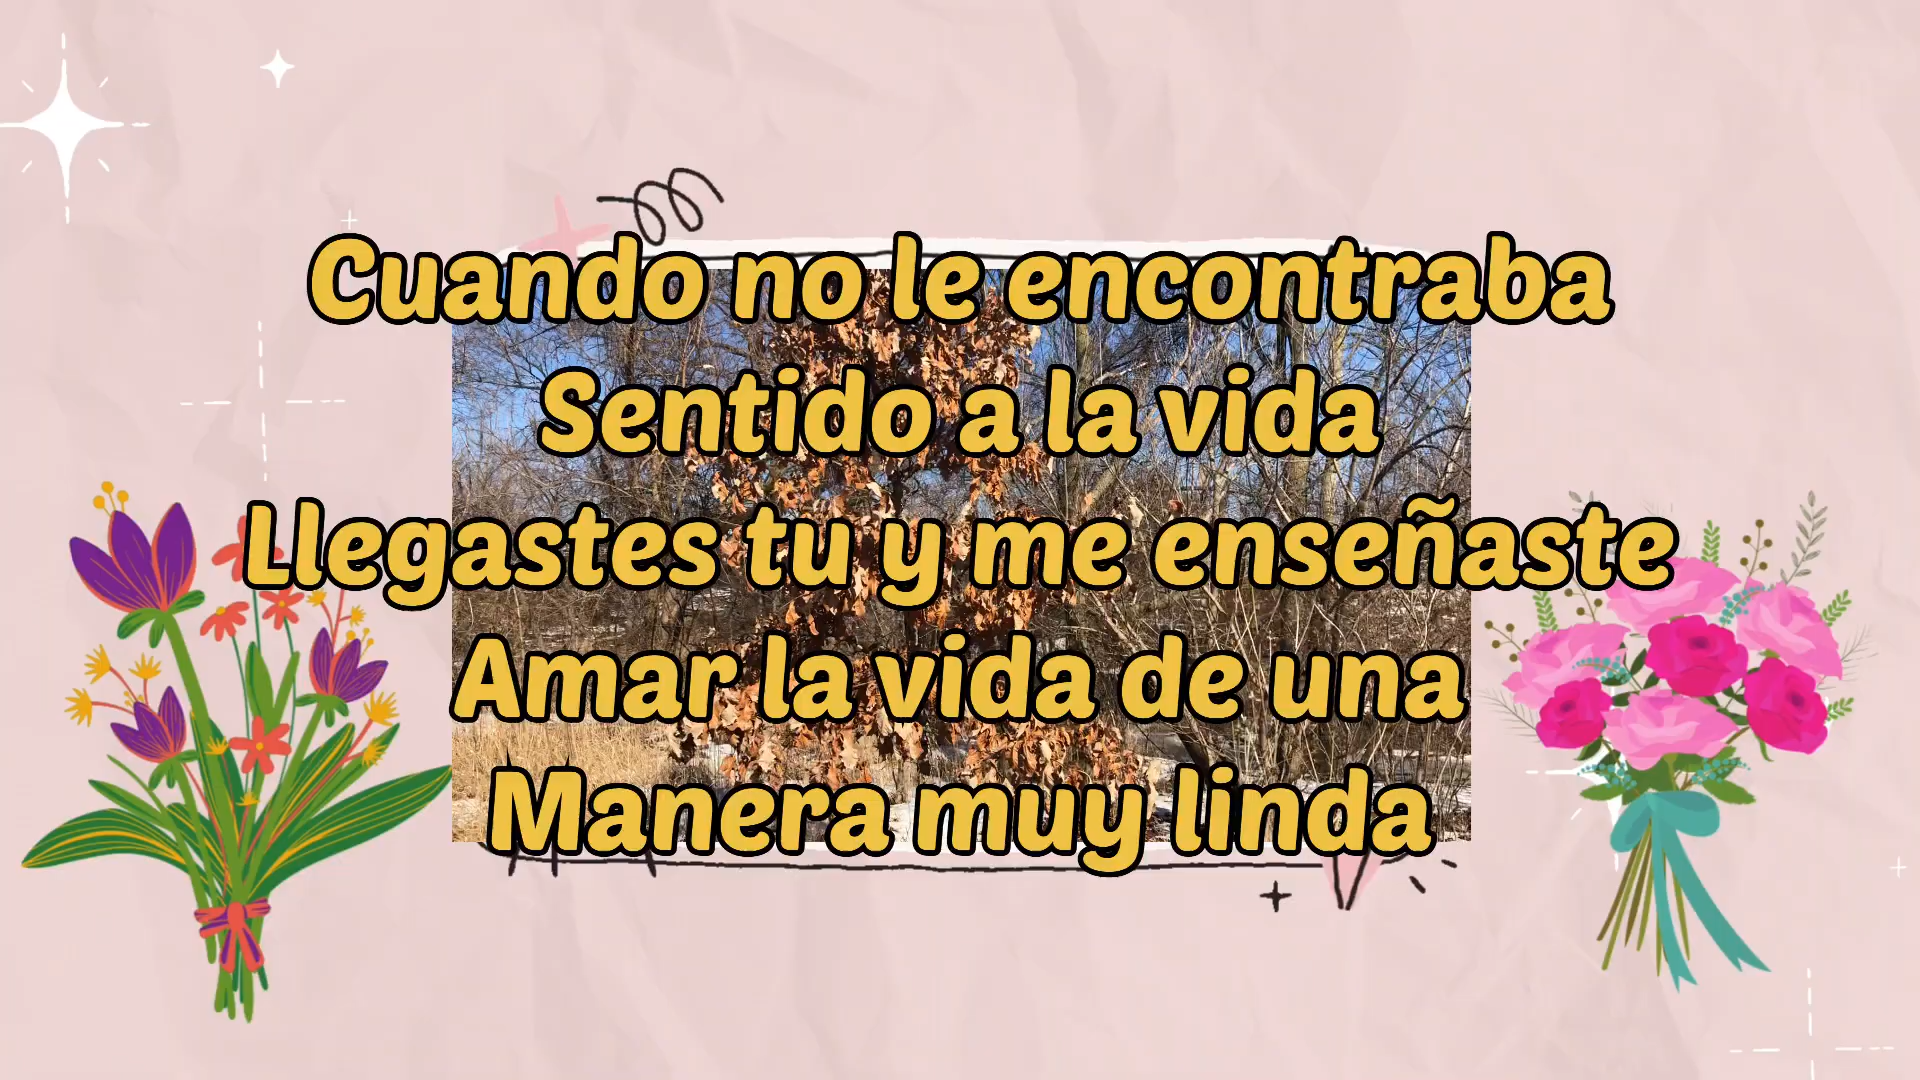 Cuando no le encontraba
Sentido a la vida
Llegastes tu y me enseñaste
Amar la vida de una
Manera muy linda